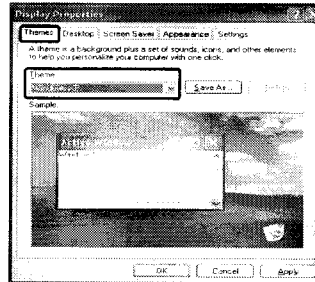 Display Properties
Themes Desktop Screen Saver Appearance Settings
A theme is a background plus a set of sounds, icons, and other elements
to help you personalize your computer with one click.
Theme:
Save As...
Sample:
OK Cancel Apply